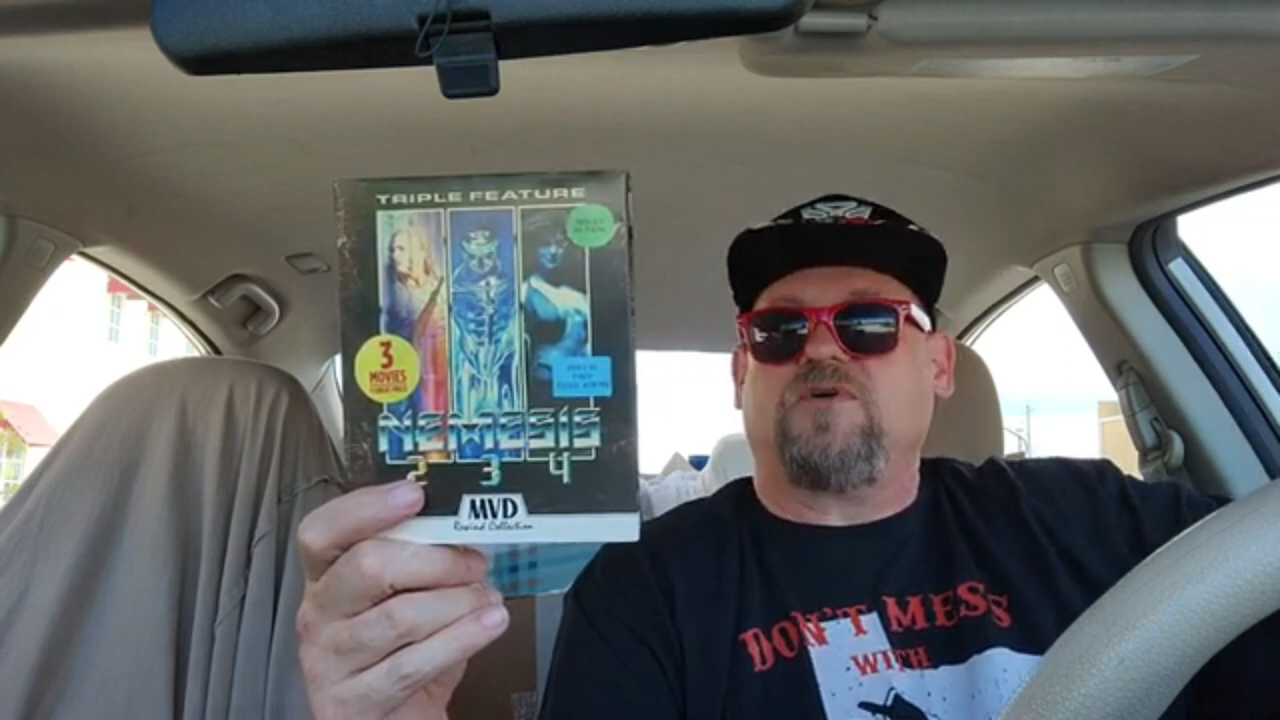 TRIPLE FEATURE
3
MOVIES
NEMESIS
2 3 4
MVD
Rewind Collection
DON'T MESS
WITH